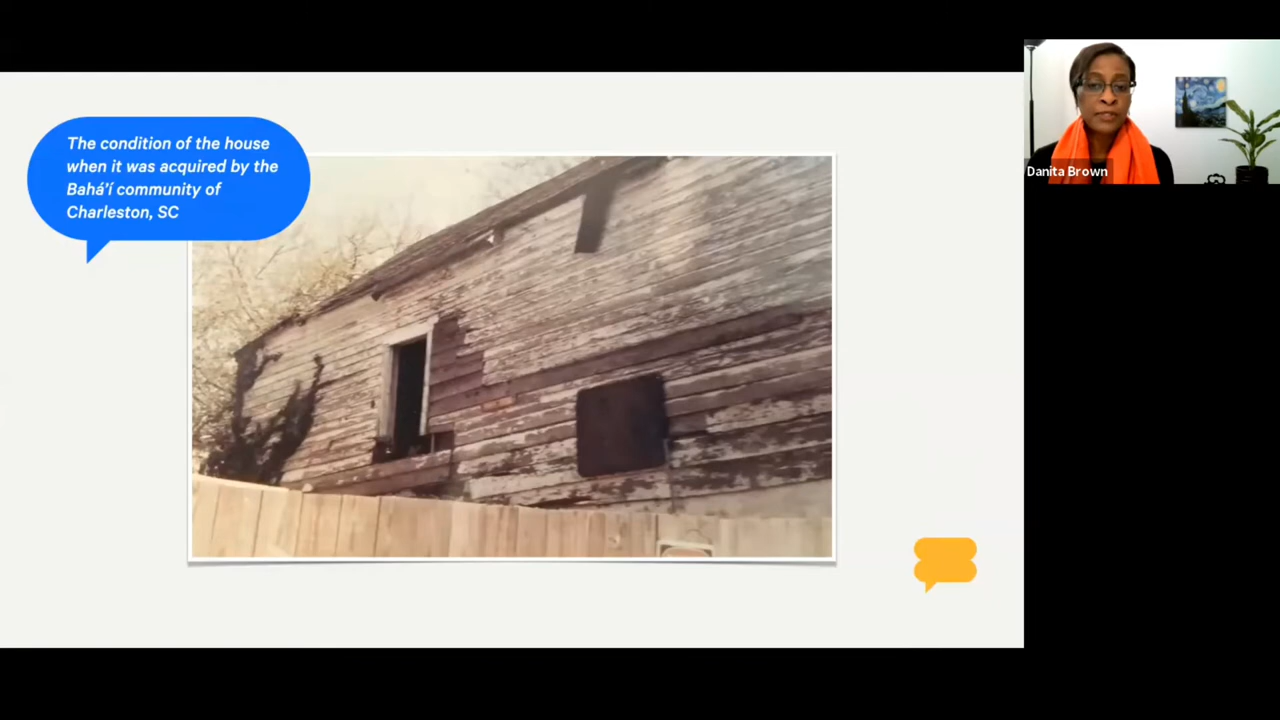 The condition of the house
when it was acquired by the
Bahá'í community of
Charleston, SC
Danita Brown